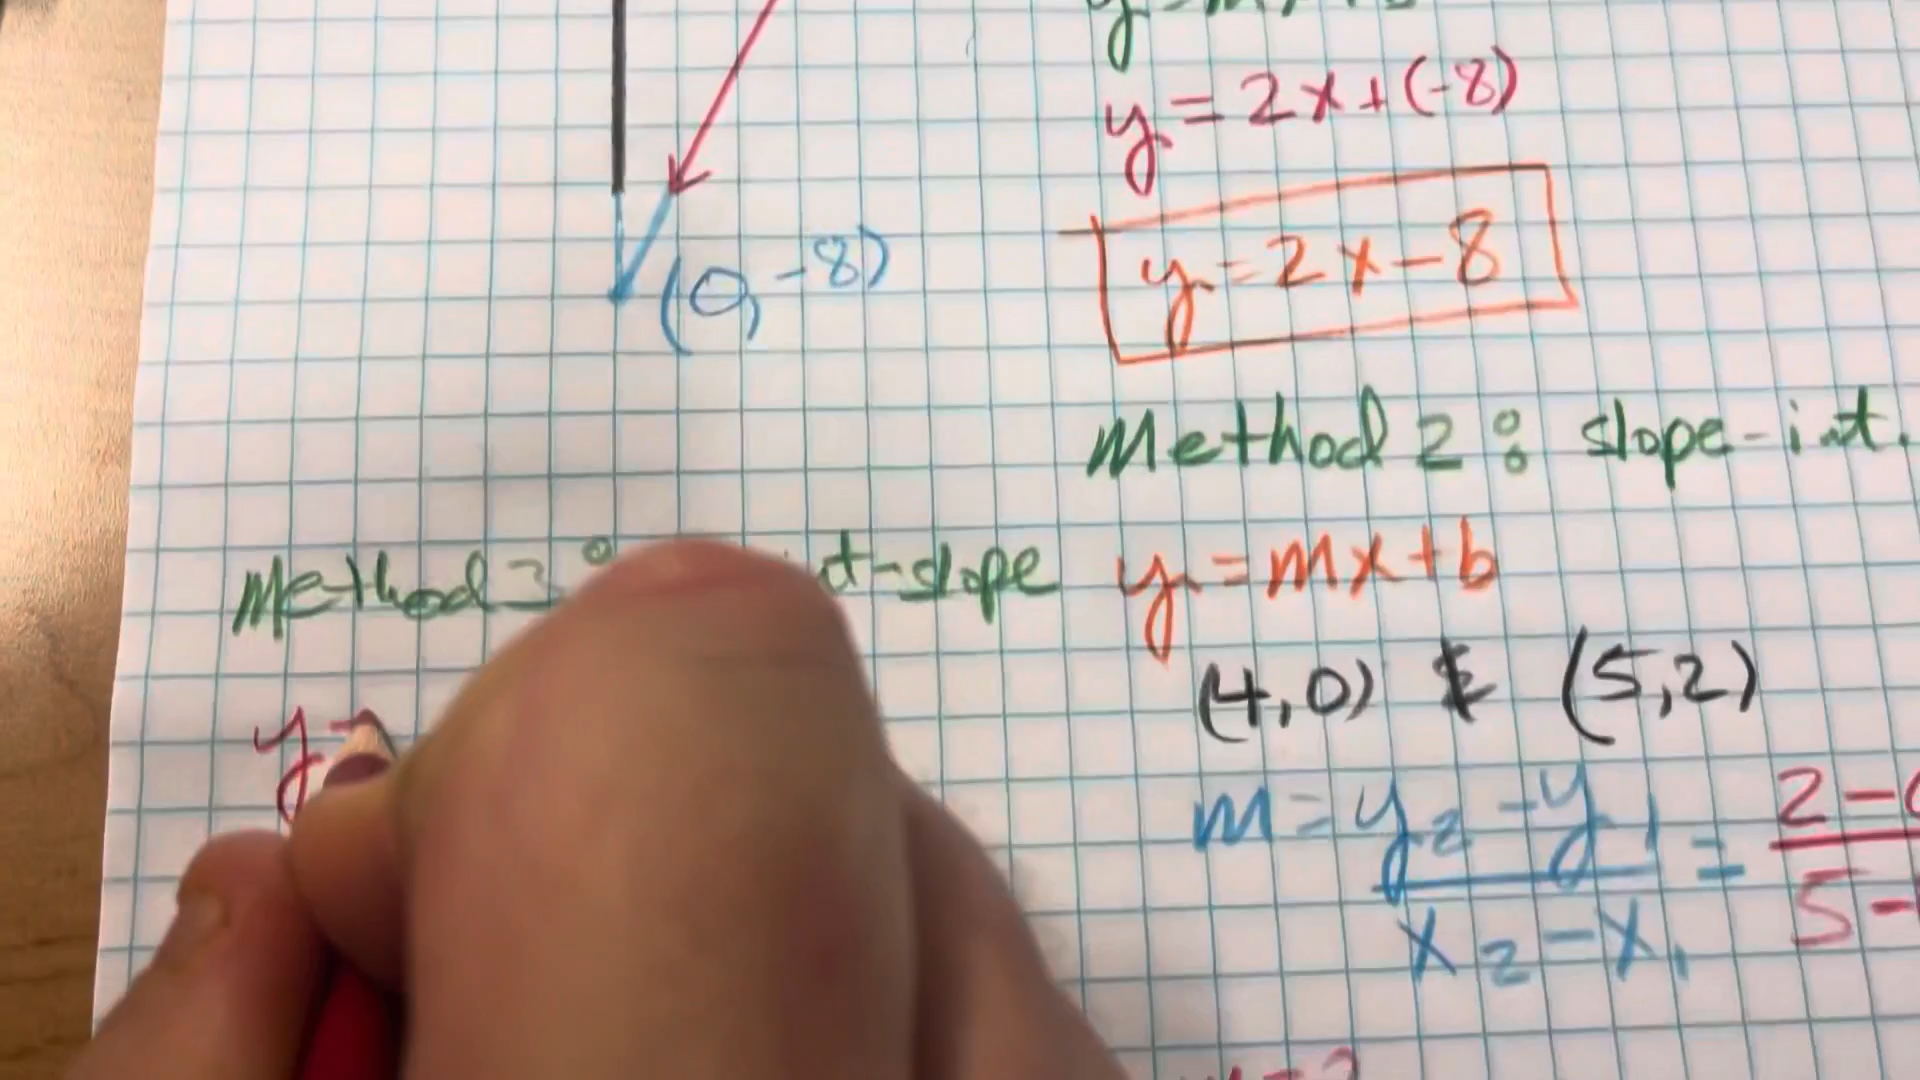 y = mx + b
y = 2x + (-8)
(0, -8)
y = 2x - 8
Method 2: slope-int.
Method 3: t-slope
y = mx + b
(4,0) & (5,2)
y
m = y2 - y1 / x2 - x1 = 2 - / 5 -